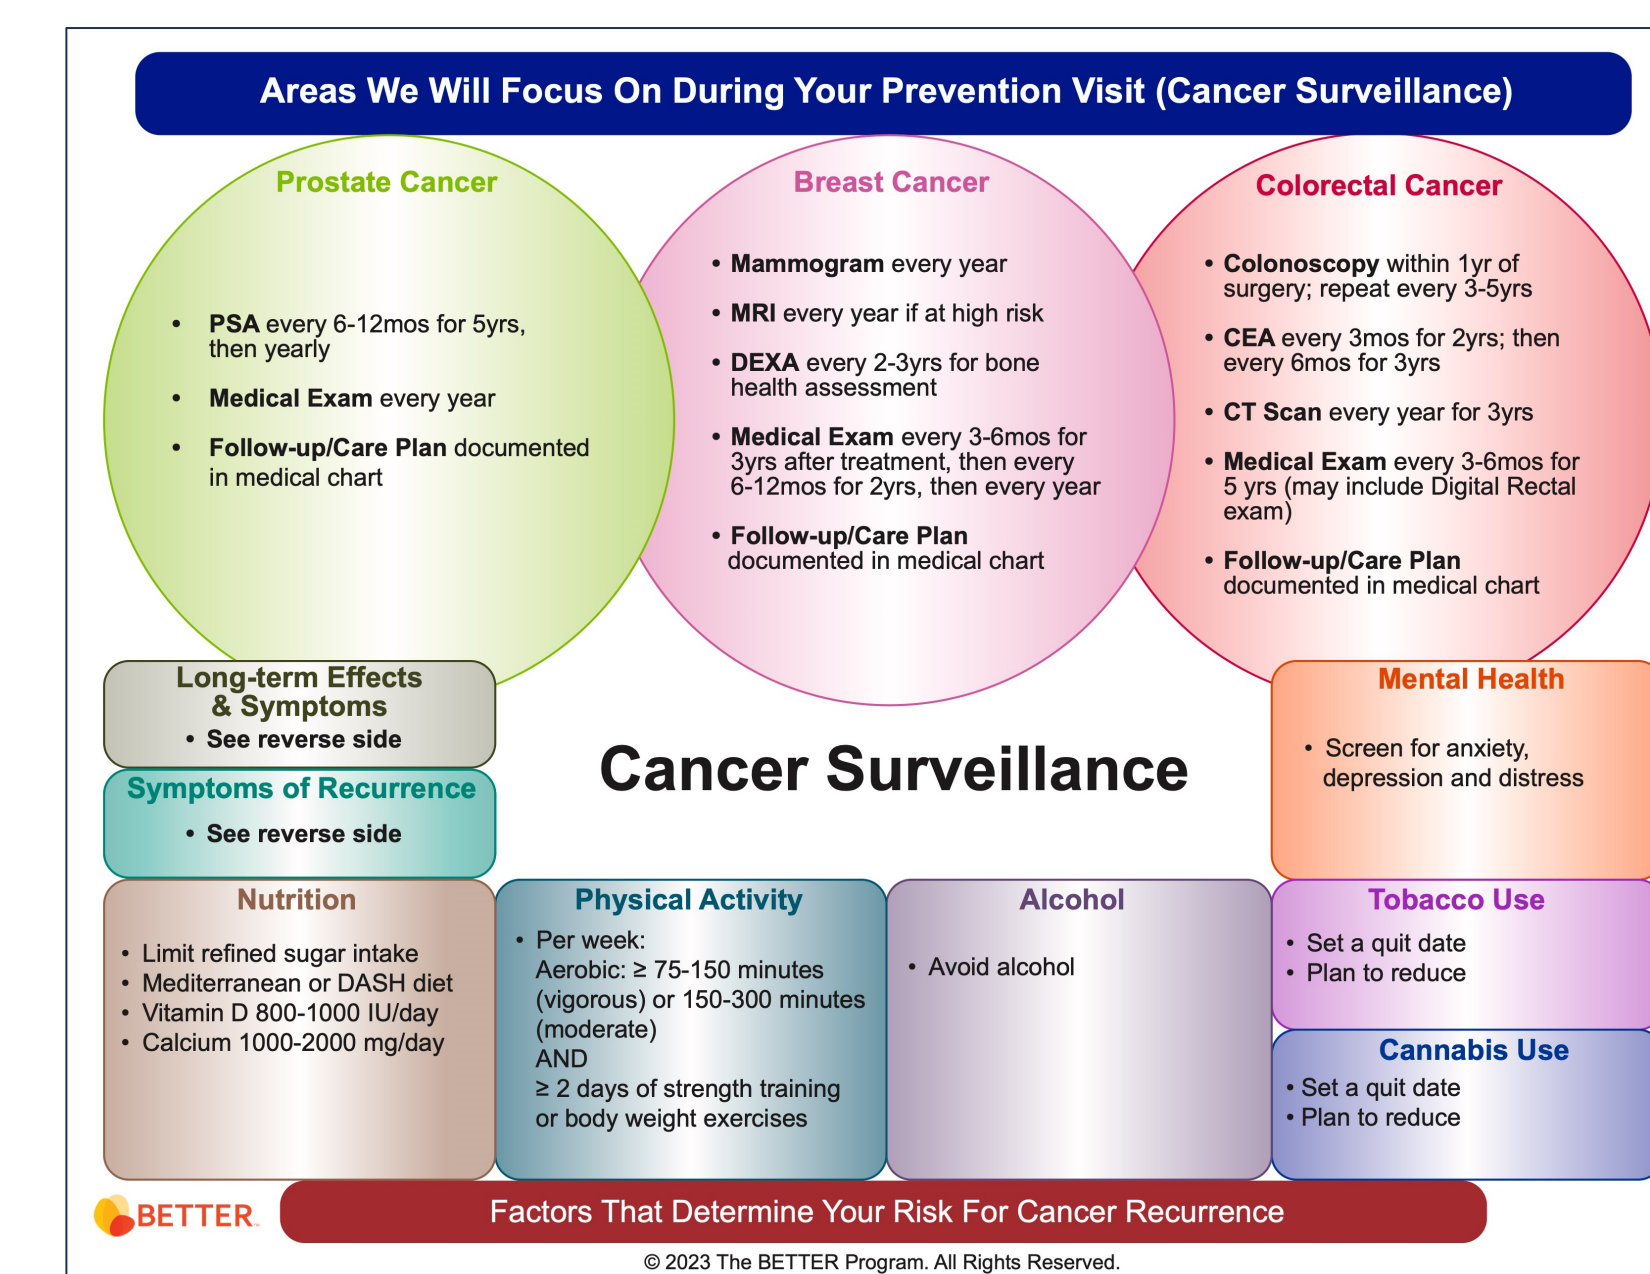 Areas We Will Focus On During Your Prevention Visit (Cancer Surveillance)
Prostate Cancer
• PSA every 6-12mos for 5yrs,
then yearly
• Medical Exam every year
• Follow-up/Care Plan documented
in medical chart
Breast Cancer
• Mammogram every year
• MRI every year if at high risk
• DEXA every 2-3yrs for bone
health assessment
• Medical Exam every 3-6mos for
3yrs after treatment, then every
6-12mos for 2yrs, then every year
• Follow-up/Care Plan
documented in medical chart
Colorectal Cancer
• Colonoscopy within 1yr of
surgery; repeat every 3-5yrs
• CEA every 3mos for 2yrs; then
every 6mos for 3yrs
• CT Scan every year for 3yrs
• Medical Exam every 3-6mos for
5 yrs (may include Digital Rectal
exam)
• Follow-up/Care Plan
documented in medical chart
Long-term Effects
& Symptoms
• See reverse side
Symptoms of Recurrence
• See reverse side
Cancer Surveillance
Mental Health
• Screen for anxiety,
depression and distress
Nutrition
• Limit refined sugar intake
• Mediterranean or DASH diet
• Vitamin D 800-1000 IU/day
• Calcium 1000-2000 mg/day
Physical Activity
• Per week:
Aerobic: ≥ 75-150 minutes
(vigorous) or 150-300 minutes
(moderate)
AND
≥ 2 days of strength training
or body weight exercises
Alcohol
• Avoid alcohol
Tobacco Use
• Set a quit date
• Plan to reduce
Cannabis Use
• Set a quit date
• Plan to reduce
BETTER
Factors That Determine Your Risk For Cancer Recurrence
© 2023 The BETTER Program. All Rights Reserved.